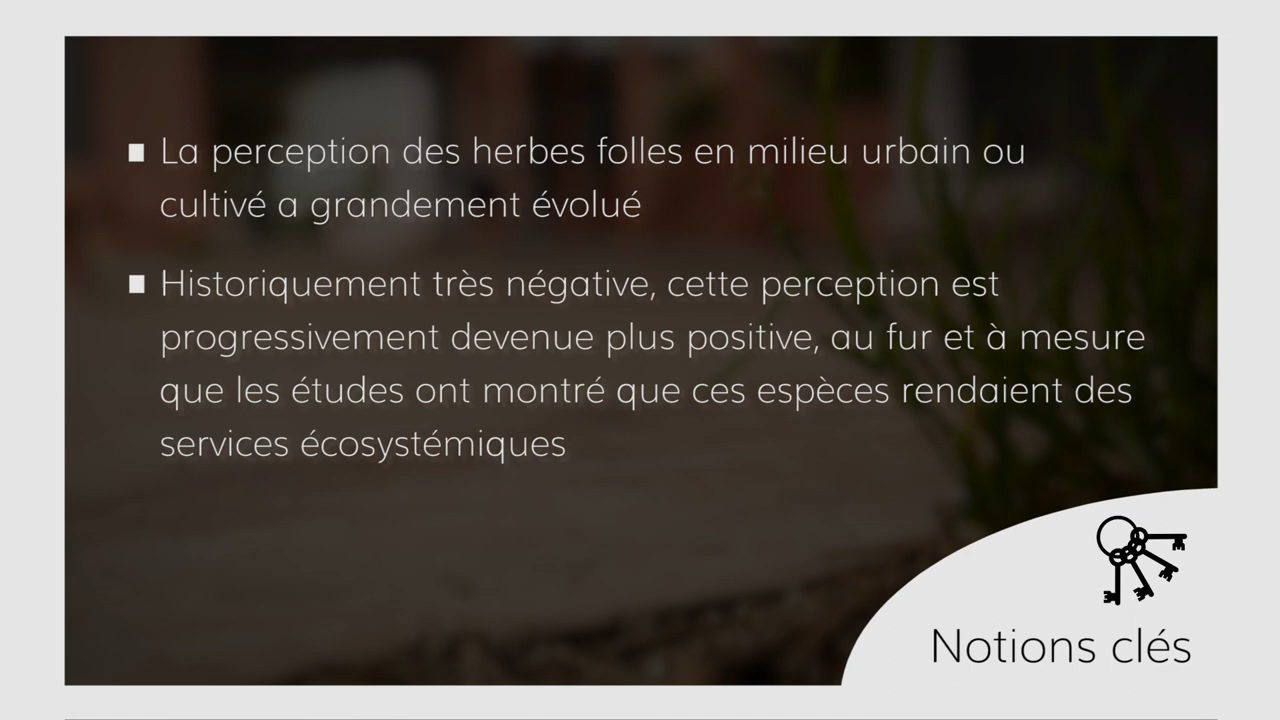 ▪ La perception des herbes folles en milieu urbain ou
cultivé a grandement évolué
▪ Historiquement très négative, cette perception est
progressivement devenue plus positive, au fur et à mesure
que les études ont montré que ces espèces rendaient des
services écosystémiques
Notions clés